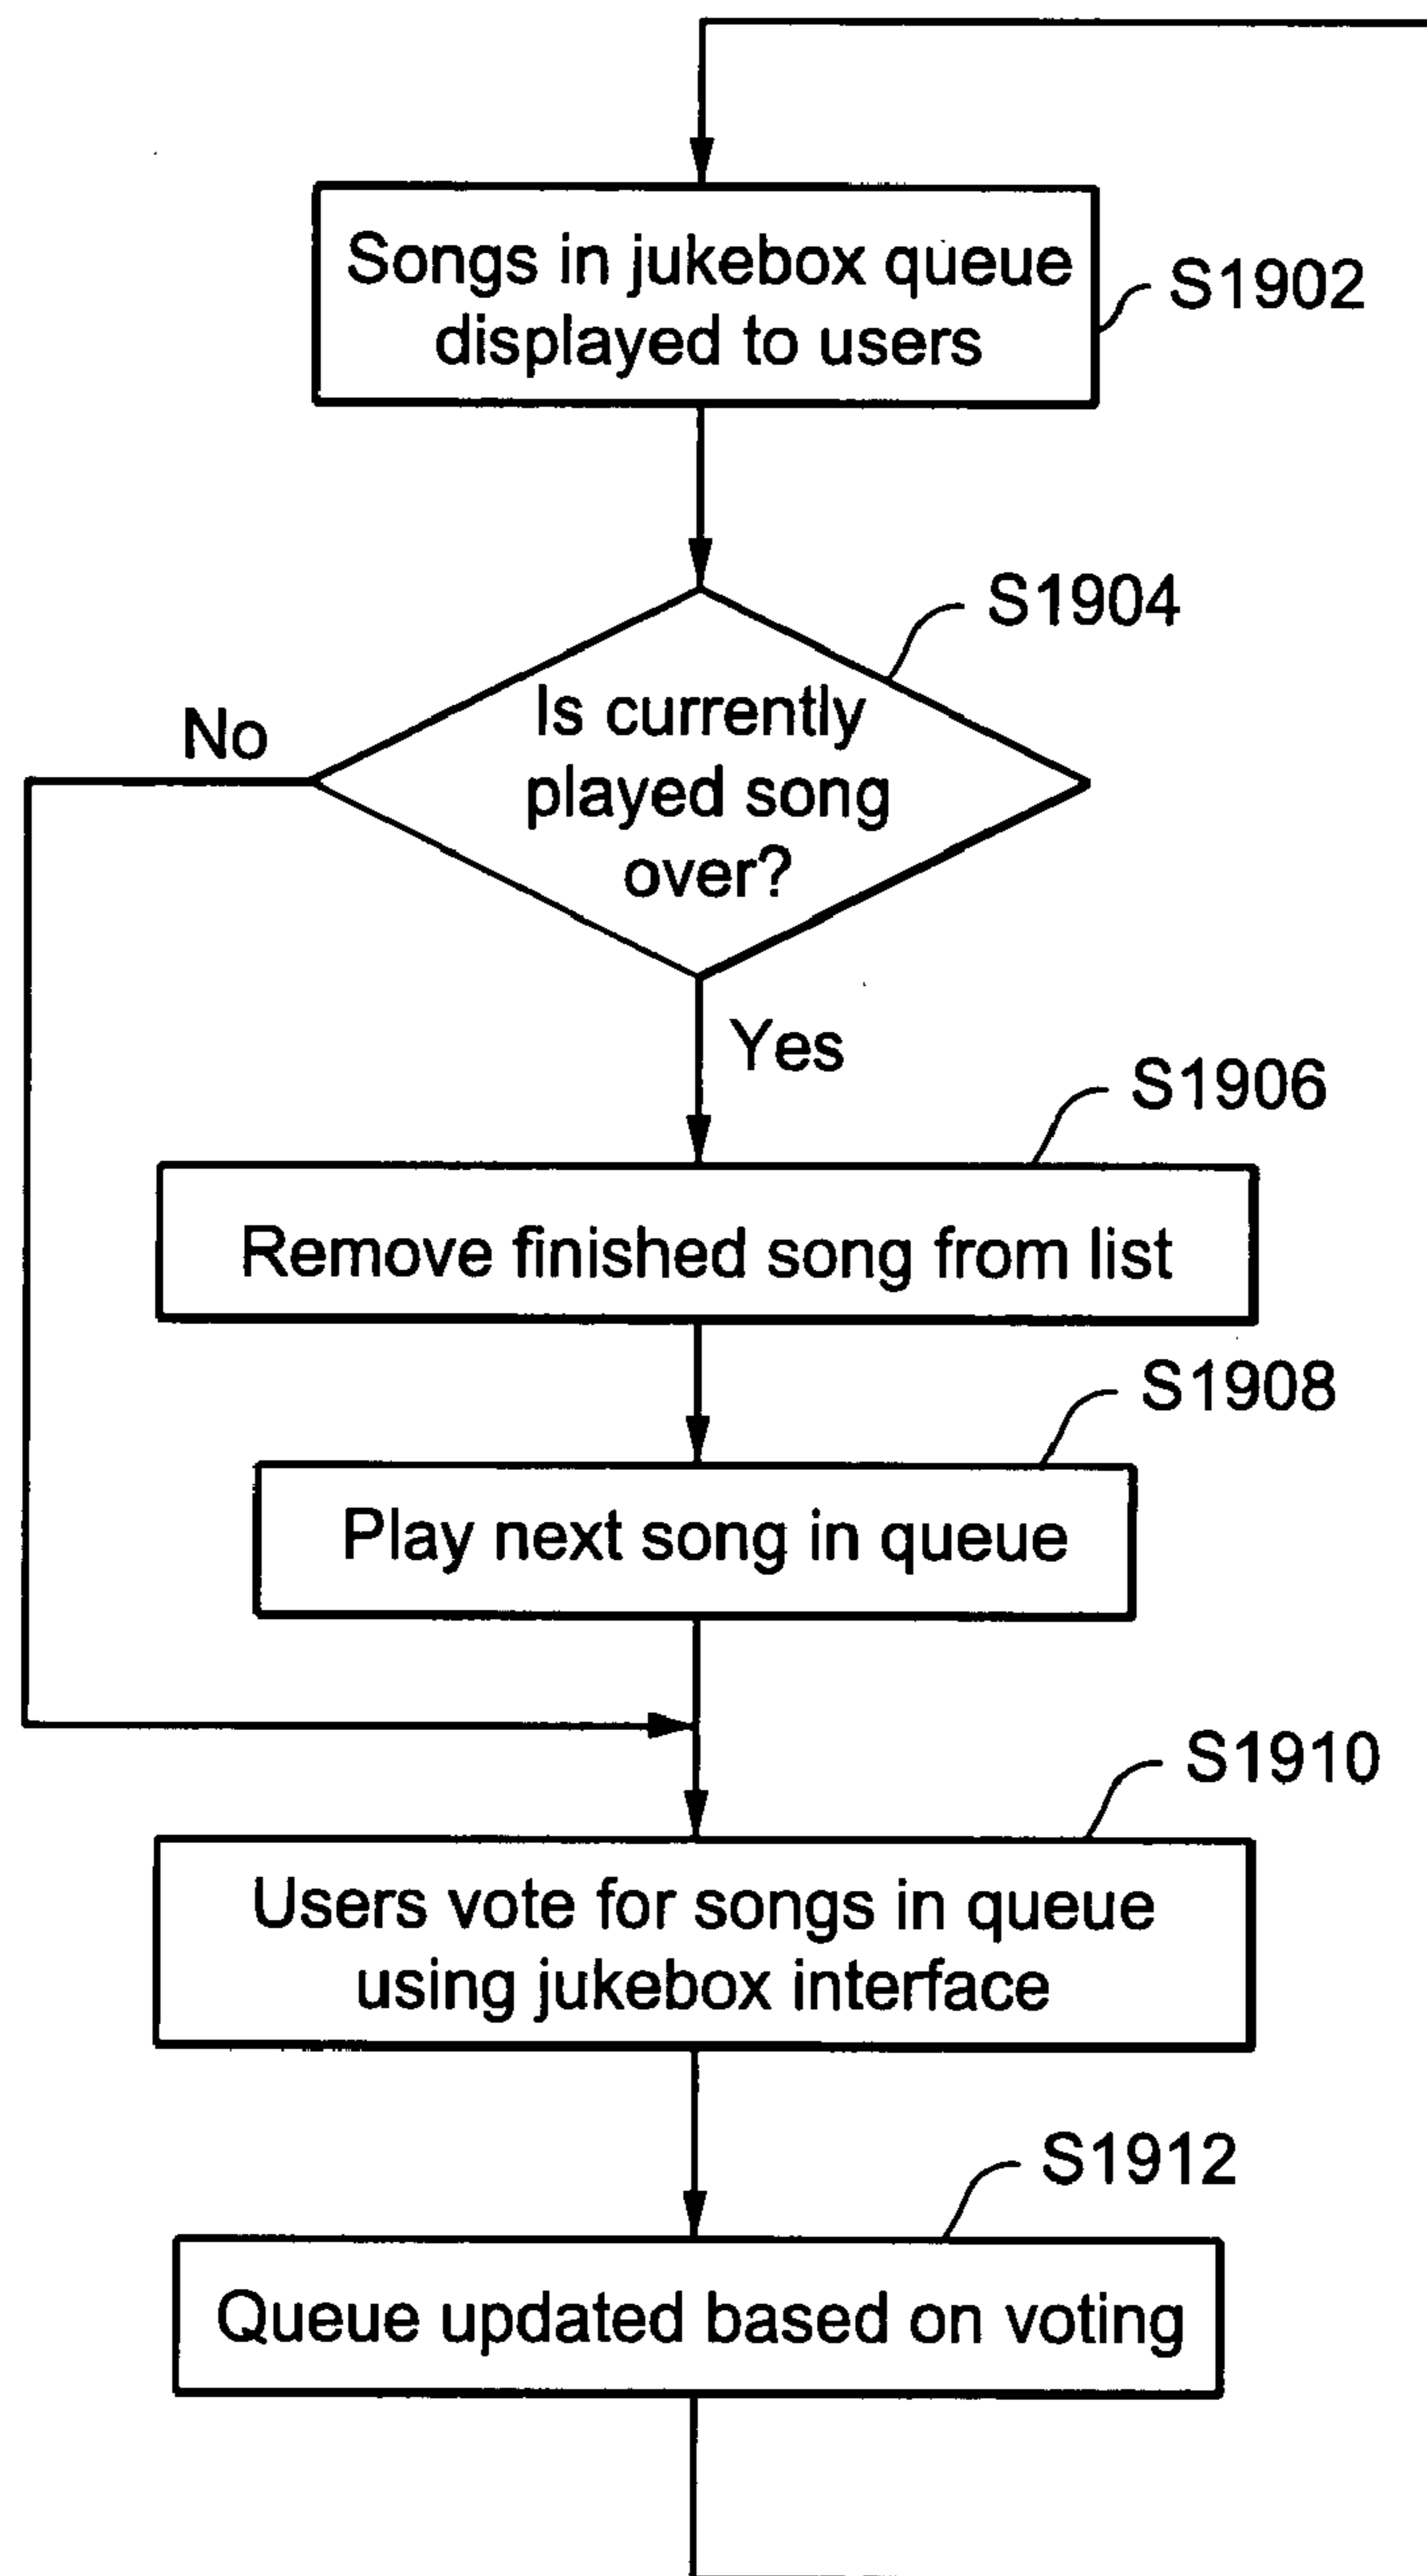 Songs in jukebox queue
displayed to users
S1902
S1904
Is currently
played song
over?
No
Yes
S1906
Remove finished song from list
S1908
Play next song in queue
S1910
Users vote for songs in queue
using jukebox interface
S1912
Queue updated based on voting